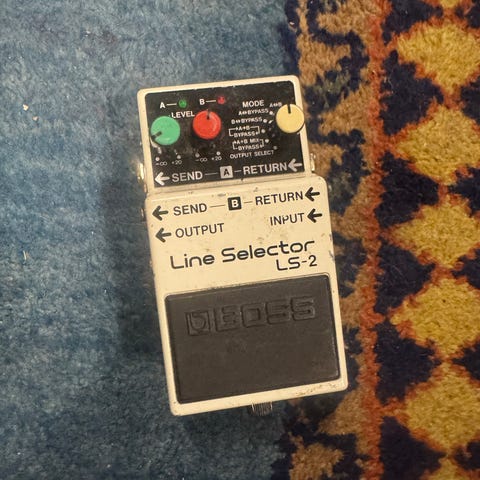 A B MODE
LEVEL
A↔B
A↔BYPASS
B↔BYPASS
→A→B
BYPASS
A+B MIX
BYPASS
OUTPUT SELECT
-∞ +20 -∞ +20
← SEND — A — RETURN ←
← SEND — B — RETURN ←
← OUTPUT INPUT ←
Line Selector
LS-2
BOSS